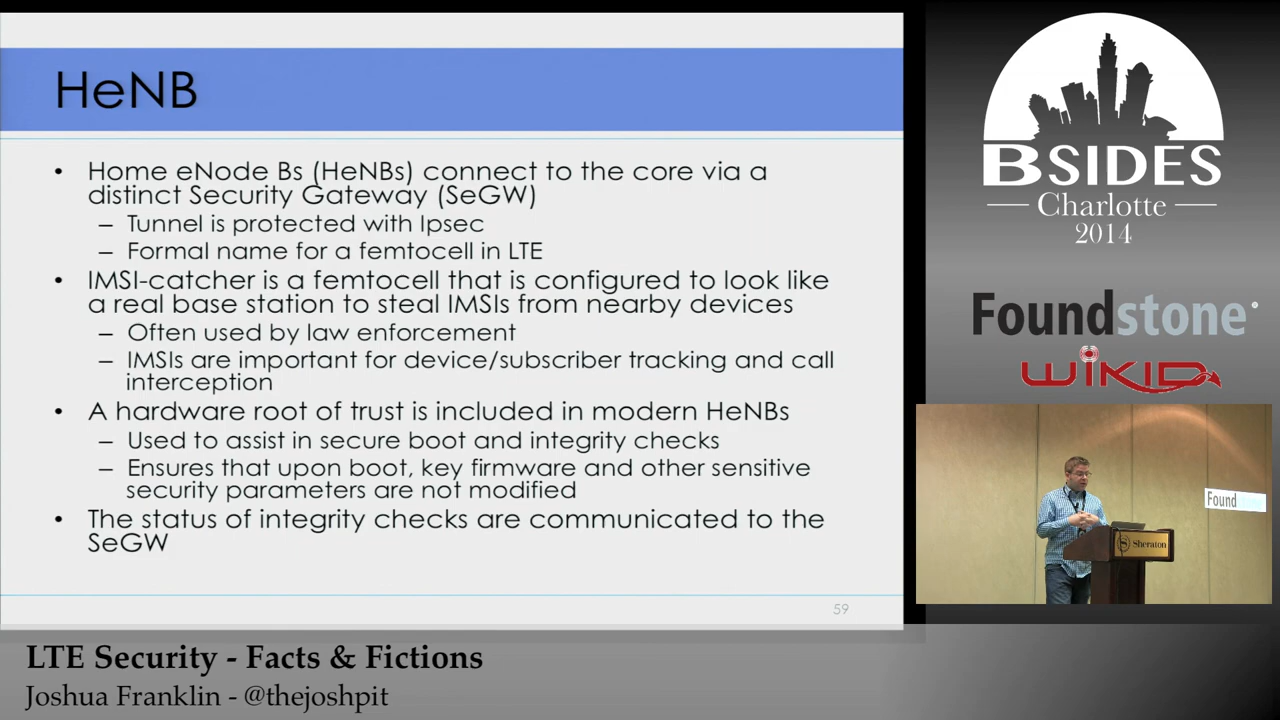 HeNB
• Home eNode Bs (HeNBs) connect to the core via a
distinct Security Gateway (SeGW)
– Tunnel is protected with Ipsec
– Formal name for a femtocell in LTE
• IMSI-catcher is a femtocell that is configured to look like
a real base station to steal IMSIs from nearby devices
– Often used by law enforcement
– IMSIs are important for device/subscriber tracking and call
interception
• A hardware root of trust is included in modern HeNBs
– Used to assist in secure boot and integrity checks
– Ensures that upon boot, key firmware and other sensitive
security parameters are not modified
• The status of integrity checks are communicated to the
SeGW
59
BSIDES
Charlotte
2014
Foundstone
WiKID
Found
Sheraton
LTE Security - Facts & Fictions
Joshua Franklin - @thejoshpit